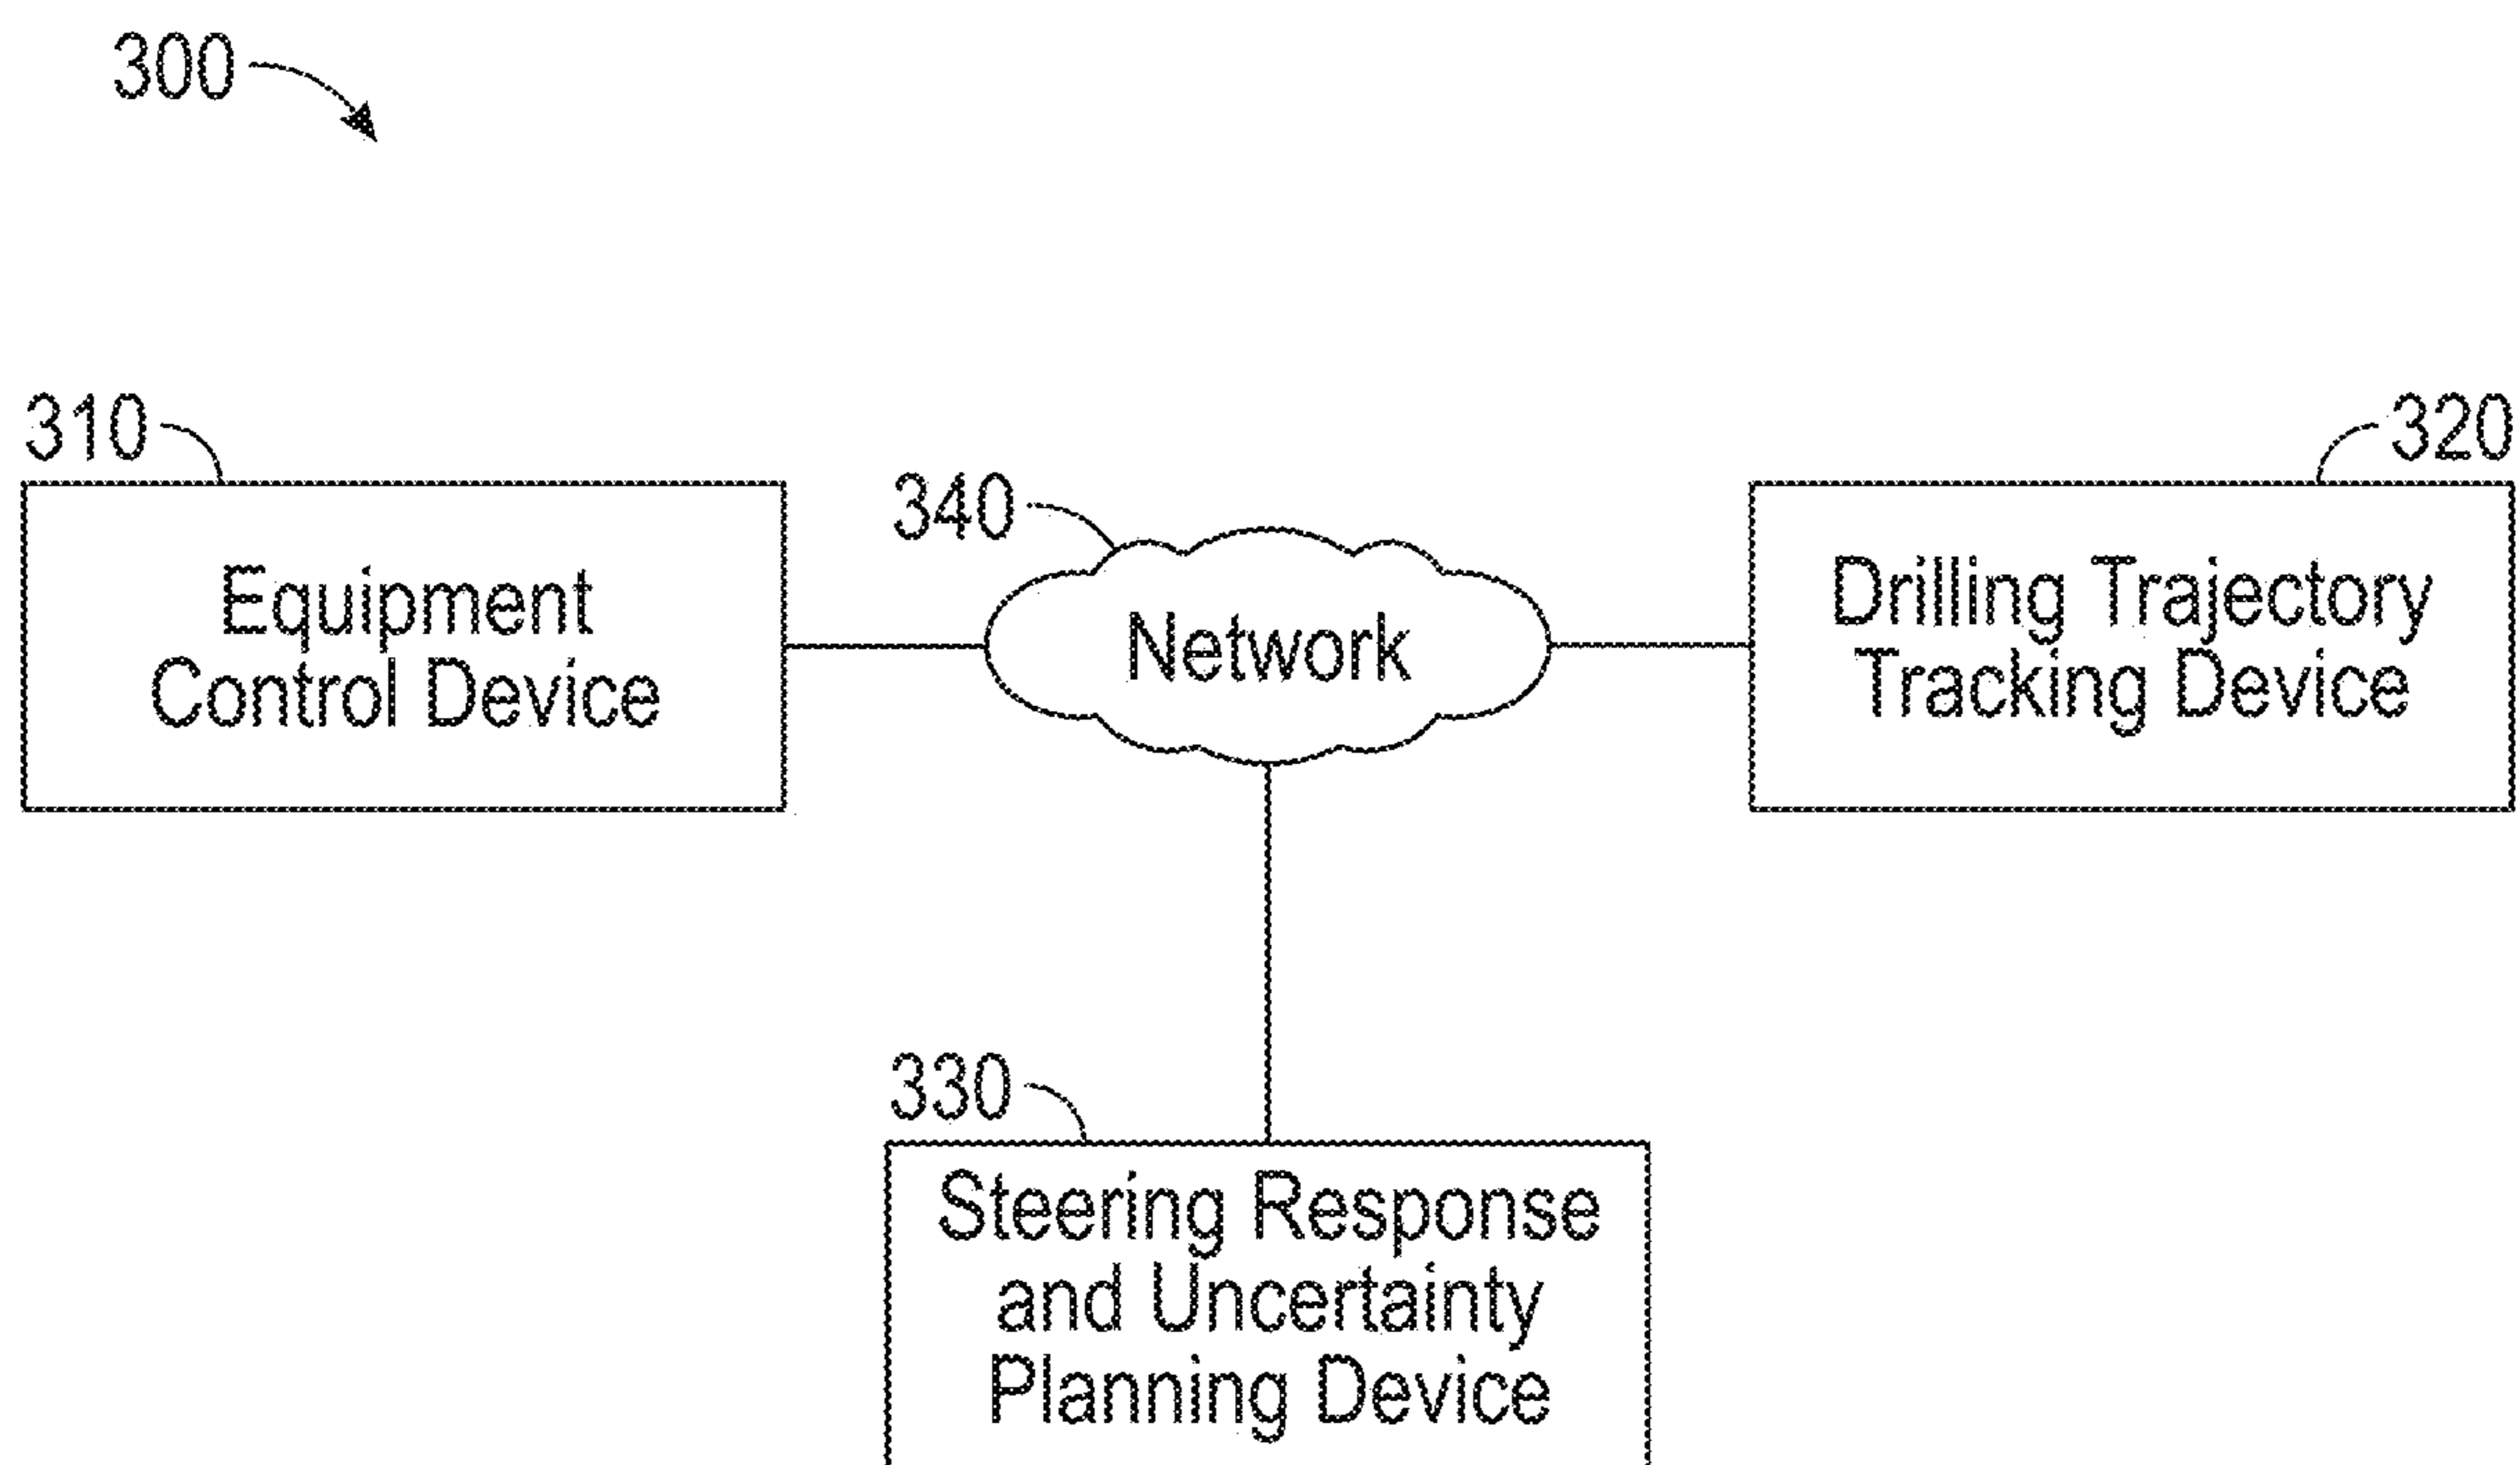 300
310
Equipment
Control Device
340
Network
320
Drilling Trajectory
Tracking Device
330
Steering Response
and Uncertainty
Planning Device